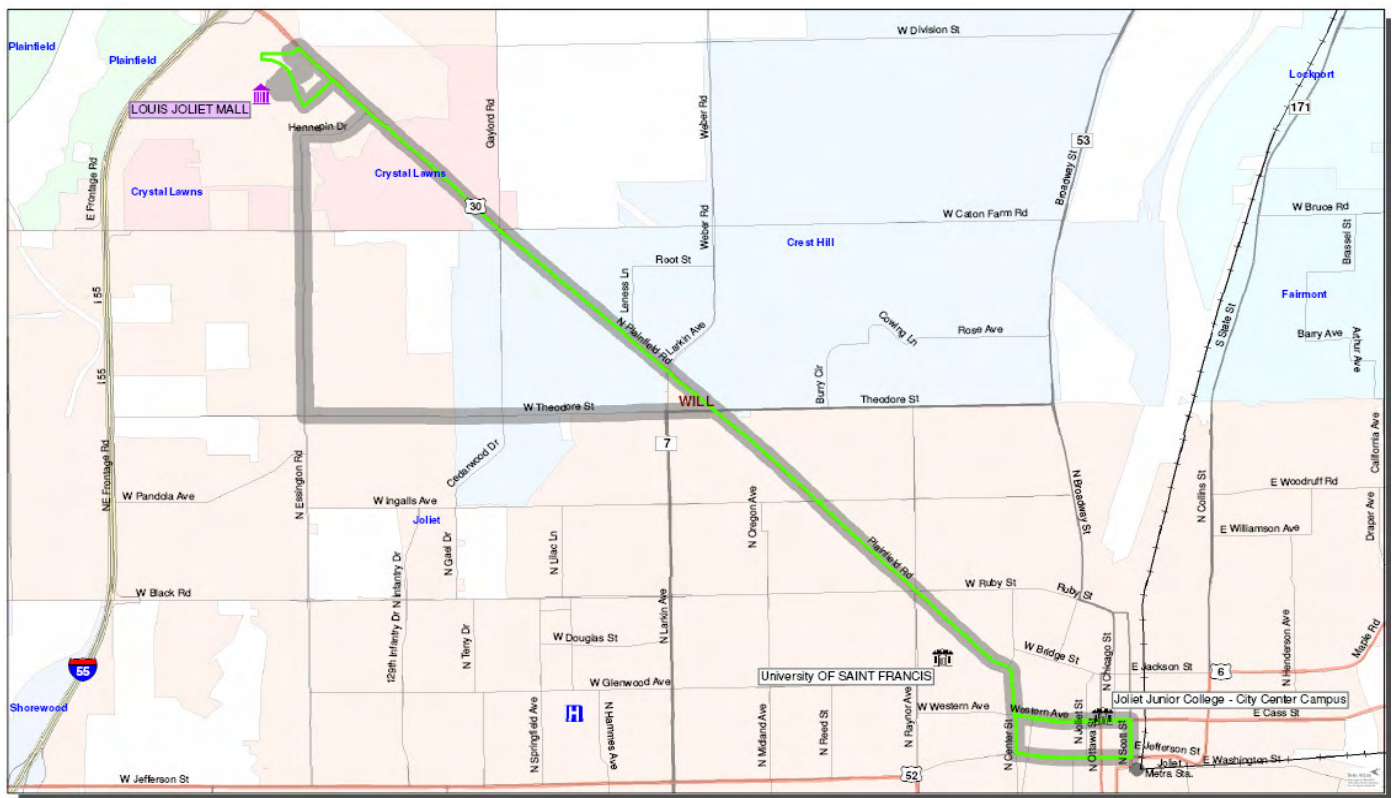 W Division St
Plainfield
Plainfield
Lockport
171
LOUIS JOLIET MALL
Hennepin Dr
Gaylord Rd
Weber Rd
53
Broadway St
E Frontage Rd
Crystal Lawns
Crystal Lawns
30
W Caton Farm Rd
W Bruce Rd
Brassel St
Weber Rd
Crest Hill
Root St
Leness Ln
I 55
Fairmont
N Plainfield Rd
Larkin Ave
Cowling Ln
Rose Ave
S State St
Barry Ave
Arthur Ave
I 55
Burry Cir
WILL
W Theodore St
Theodore St
7
Cedarwood Dr
California Ave
NE Frontage Rd
N Essington Rd
W Pandola Ave
W Ingalls Ave
Joliet
N Oregon Ave
N Broadway St
N Collins St
E Woodruff Rd
E Williamson Ave
Draper Ave
N Infantry Dr
N Gael Dr
N Lilac Ln
Plainfield Rd
W Black Rd
W Ruby St
Ruby St
129th Infantry Dr
N Terry Dr
W Douglas St
N Larkin Ave
W Bridge St
N Chicago St
N Henderson Ave
Maple Rd
55
University OF SAINT FRANCIS
E Jackson St
6
Shorewood
W Glenwood Ave
Joliet Junior College - City Center Campus
H
N Springfield Ave
N Hammes Ave
N Midland Ave
N Reed St
N Raynor Ave
W Western Ave
Western Ave
N Center St
N Joliet St
N Ottawa St
N Scott St
E Cass St
E Jefferson St
E Washington St
Joliet
Metra Sta.
W Jefferson St
52